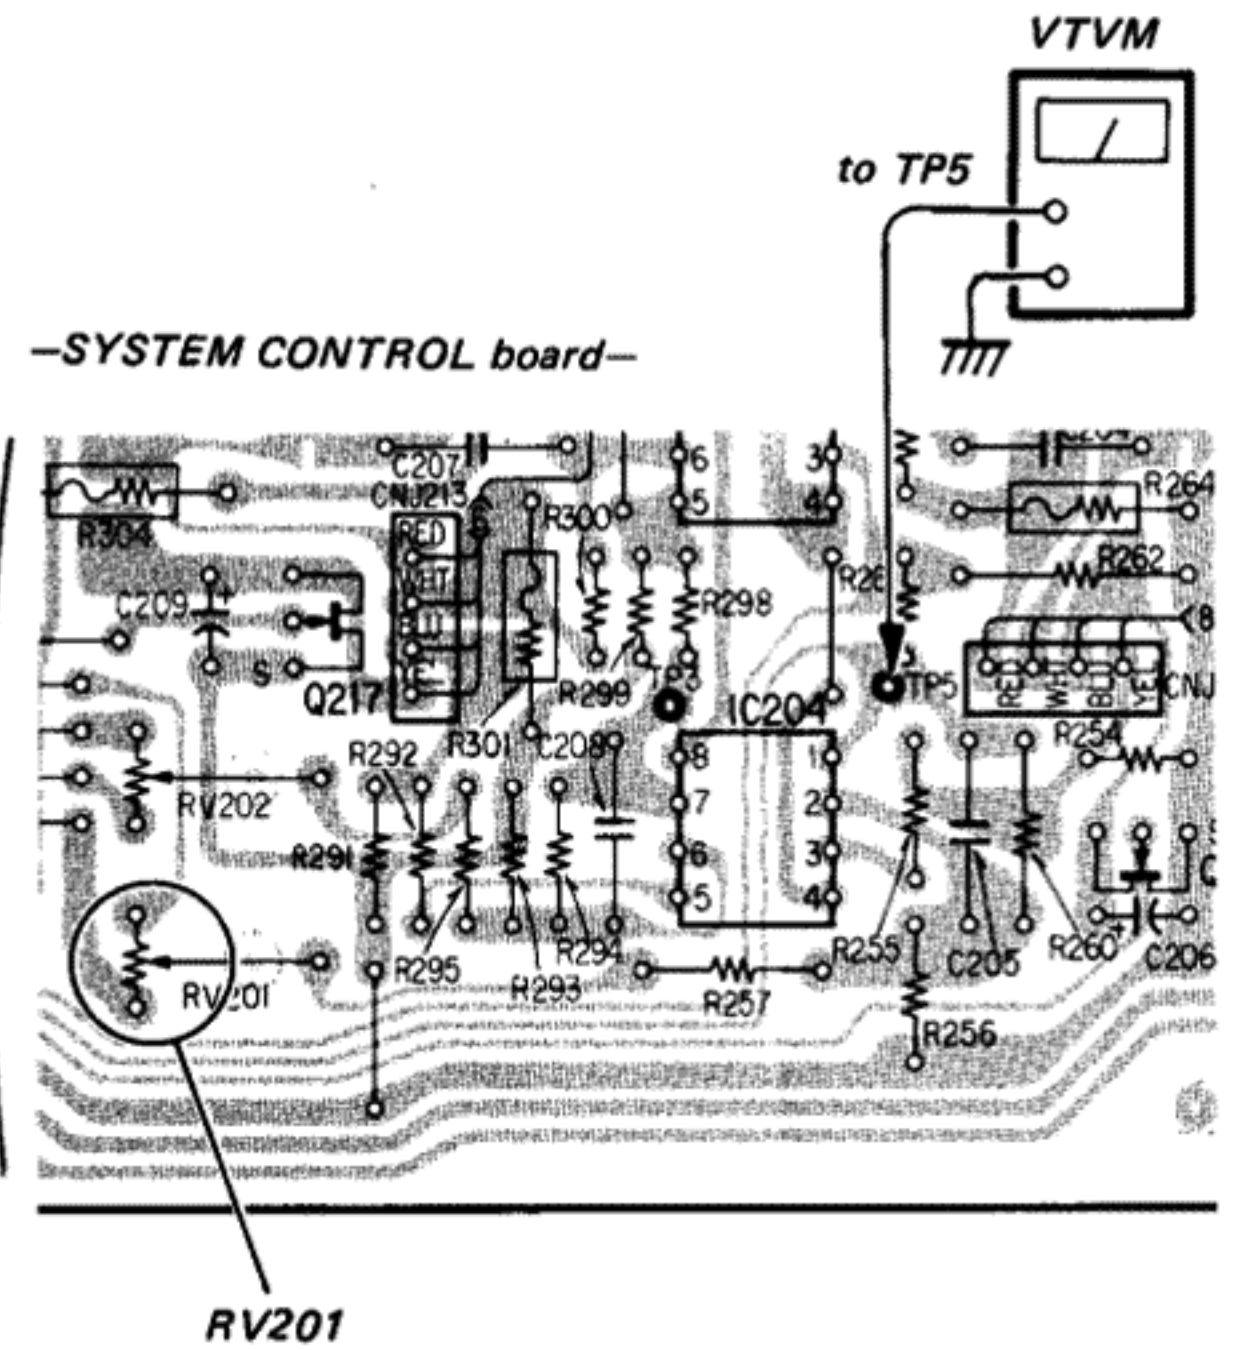 VTVM
to TP5
—SYSTEM CONTROL board—
C207
6
3
R264
CNJ213
5
4
R304
R300
RED
R262
WHT
C209
+
R298
8
S
R299
TP5
RED
Q217
IC204
CNJ
R301
C208
R254
R292
8
1
RV202
7
2
R291
6
3
5
4
R294
R255
R260
+
R295
C205
C206
R293
RV201
R257
R256
RV201